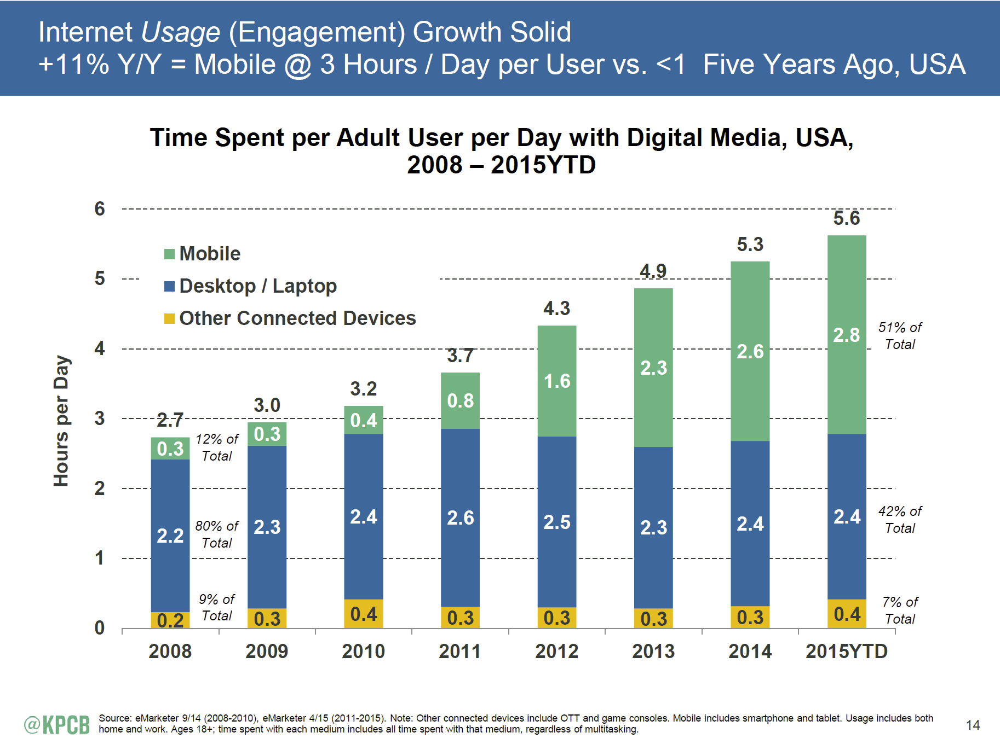 Internet Usage (Engagement) Growth Solid
+11% Y/Y = Mobile @ 3 Hours / Day per User vs. <1  Five Years Ago, USA
Time Spent per Adult User per Day with Digital Media, USA,
2008 – 2015YTD
Hours per Day
6
5
4
3
2
1
0
Mobile
Desktop / Laptop
Other Connected Devices
2.7
0.3
2.2
0.2
12% of
Total
80% of
Total
9% of
Total
3.0
0.3
2.3
0.3
3.2
0.4
2.4
0.4
3.7
0.8
2.6
0.3
4.3
1.6
2.5
0.3
4.9
2.3
2.3
0.3
5.3
2.6
2.4
0.3
5.6
2.8
2.4
0.4
51% of
Total
42% of
Total
7% of
Total
2008 2009 2010 2011 2012 2013 2014 2015YTD
@KPCB
Source: eMarketer 9/14 (2008-2010), eMarketer 4/15 (2011-2015). Note: Other connected devices include OTT and game consoles. Mobile includes smartphone and tablet. Usage includes both
home and work. Ages 18+; time spent with each medium includes all time spent with that medium, regardless of multitasking.
14